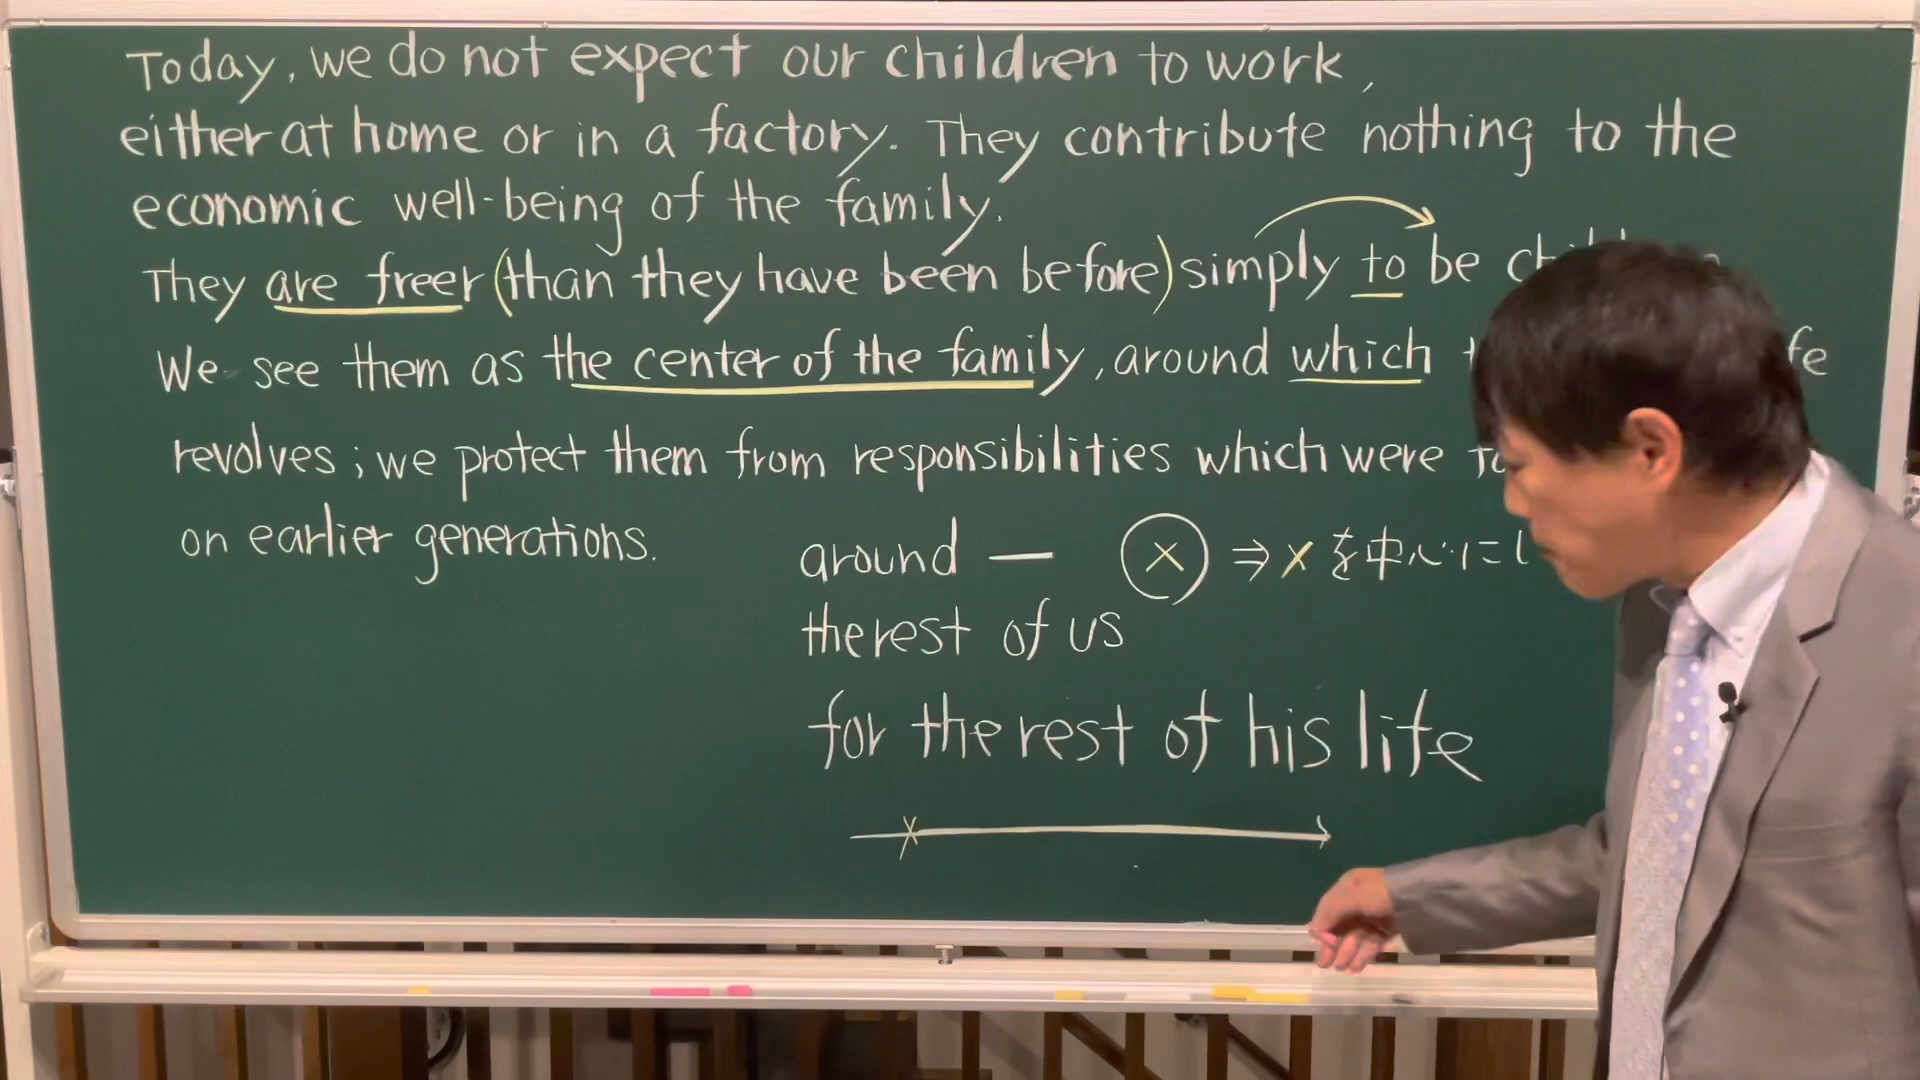 Today, we do not expect our children to work,
either at home or in a factory. They contribute nothing to the
economic well-being of the family.
They are freer (than they have been before) simply to be
We see them as the center of the family, around which
revolves; we protect them from responsibilities which were
on earlier generations.
around — × ⇒ × を中心にし
the rest of us
for the rest of his life